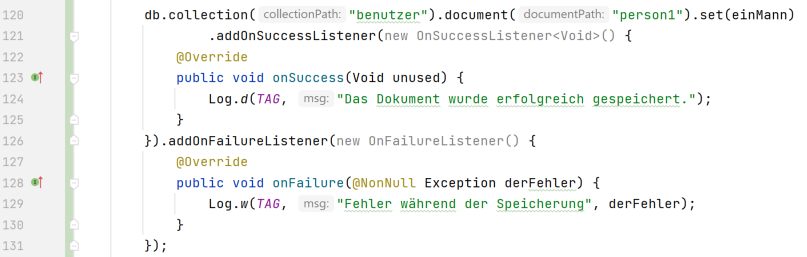 120 db.collection( collectionPath: "benutzer").document( documentPath: "person1").set(einMann)
121 .addOnSuccessListener(new OnSuccessListener<Void>() {
122 @Override
123 public void onSuccess(Void unused) {
124 Log.d(TAG, msg: "Das Dokument wurde erfolgreich gespeichert.");
125 }
126 }).addOnFailureListener(new OnFailureListener() {
127 @Override
128 public void onFailure(@NonNull Exception derFehler) {
129 Log.w(TAG, msg: "Fehler während der Speicherung", derFehler);
130 }
131 });